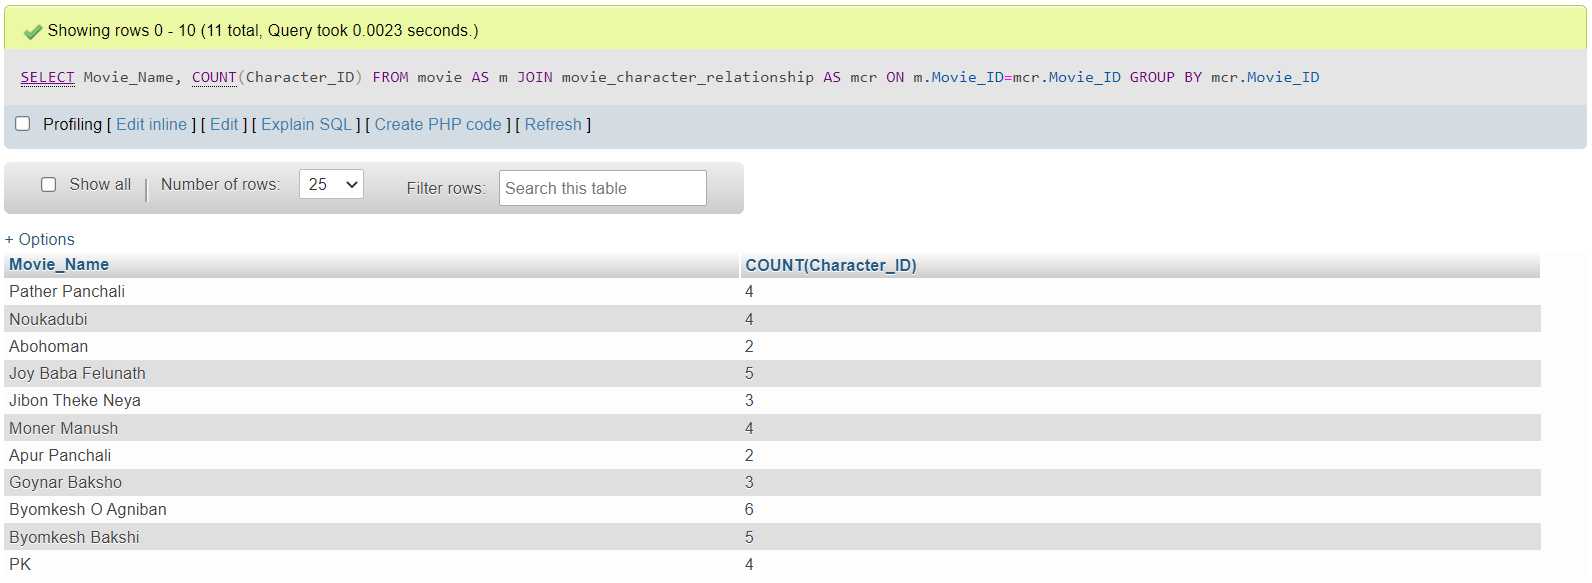 Showing rows 0 - 10 (11 total, Query took 0.0023 seconds.)
SELECT Movie_Name, COUNT(Character_ID) FROM movie AS m JOIN movie_character_relationship AS mcr ON m.Movie_ID=mcr.Movie_ID GROUP BY mcr.Movie_ID
Profiling [ Edit inline ] [ Edit ] [ Explain SQL ] [ Create PHP code ] [ Refresh ]
Show all | Number of rows: 25 Filter rows: Search this table
+ Options
Movie_Name COUNT(Character_ID)
Pather Panchali 4
Noukadubi 4
Abohoman 2
Joy Baba Felunath 5
Jibon Theke Neya 3
Moner Manush 4
Apur Panchali 2
Goynar Baksho 3
Byomkesh O Agniban 6
Byomkesh Bakshi 5
PK 4